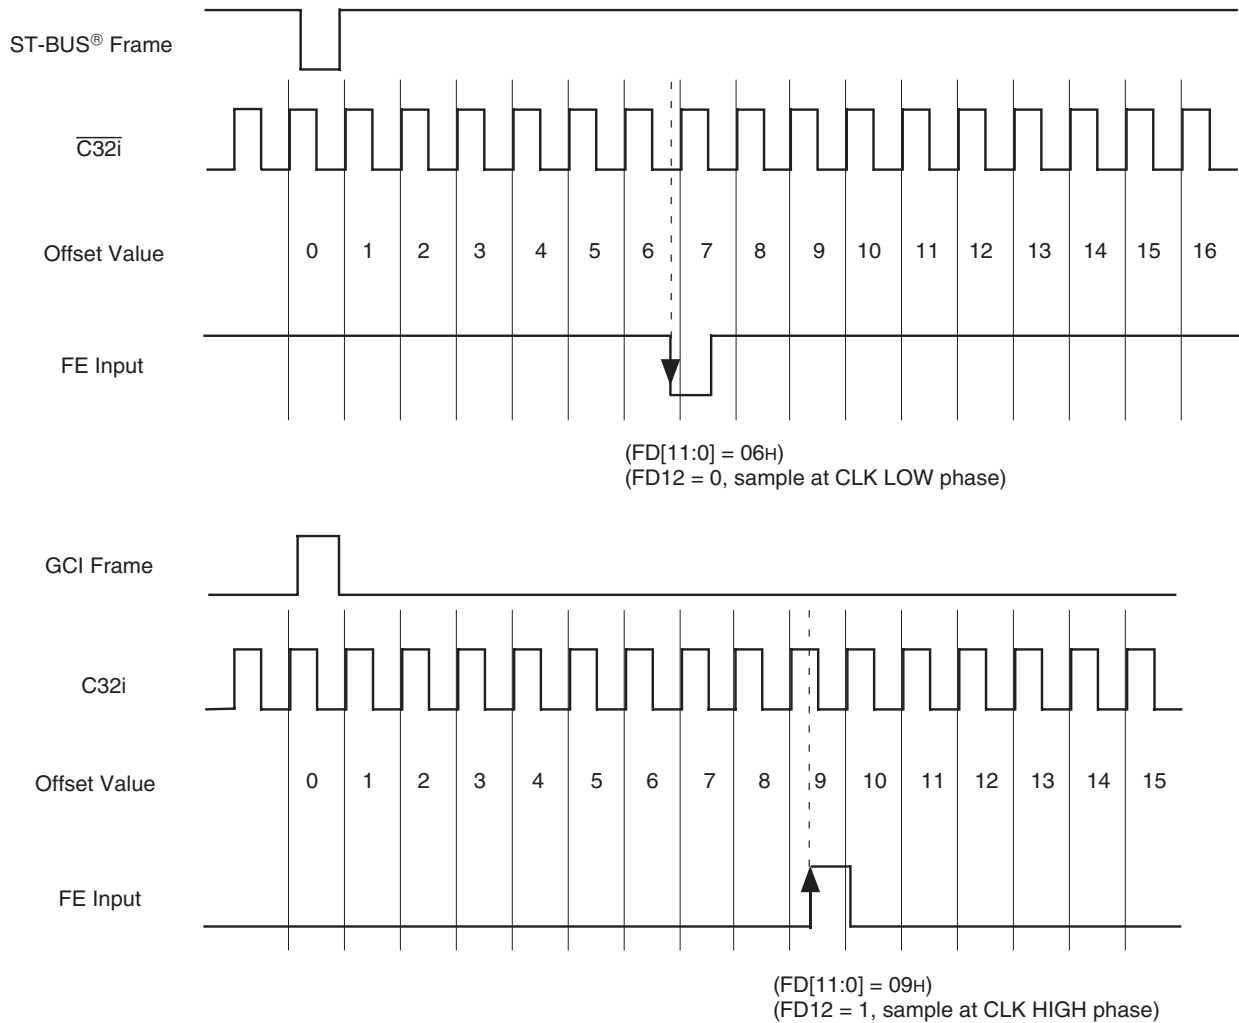 ST-BUS® Frame
C32i
Offset Value 0 1 2 3 4 5 6 7 8 9 10 11 12 13 14 15 16
FE Input
(FD[11:0] = 06H)
(FD12 = 0, sample at CLK LOW phase)
GCI Frame
C32i
Offset Value 0 1 2 3 4 5 6 7 8 9 10 11 12 13 14 15
FE Input
(FD[11:0] = 09H)
(FD12 = 1, sample at CLK HIGH phase)